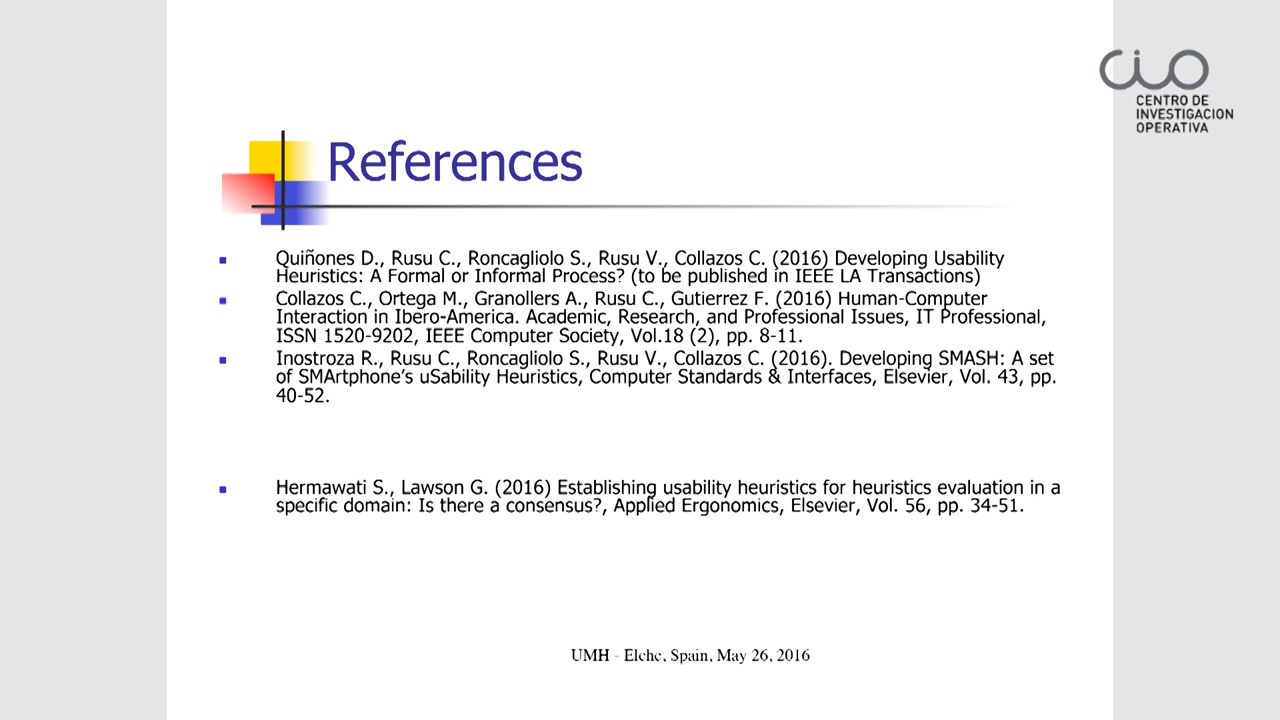 CIO
CENTRO DE
INVESTIGACION
OPERATIVA
References
Quiñones D., Rusu C., Roncagliolo S., Rusu V., Collazos C. (2016) Developing Usability
Heuristics: A Formal or Informal Process? (to be published in IEEE LA Transactions)
Collazos C., Ortega M., Granollers A., Rusu C., Gutierrez F. (2016) Human-Computer
Interaction in Ibero-America. Academic, Research, and Professional Issues, IT Professional,
ISSN 1520-9202, IEEE Computer Society, Vol.18 (2), pp. 8-11.
Inostroza R., Rusu C., Roncagliolo S., Rusu V., Collazos C. (2016). Developing SMASH: A set
of SMArtphone's uSability Heuristics, Computer Standards & Interfaces, Elsevier, Vol. 43, pp.
40-52.
Hermawati S., Lawson G. (2016) Establishing usability heuristics for heuristics evaluation in a
specific domain: Is there a consensus?, Applied Ergonomics, Elsevier, Vol. 56, pp. 34-51.
UMH - Elche, Spain, May 26, 2016